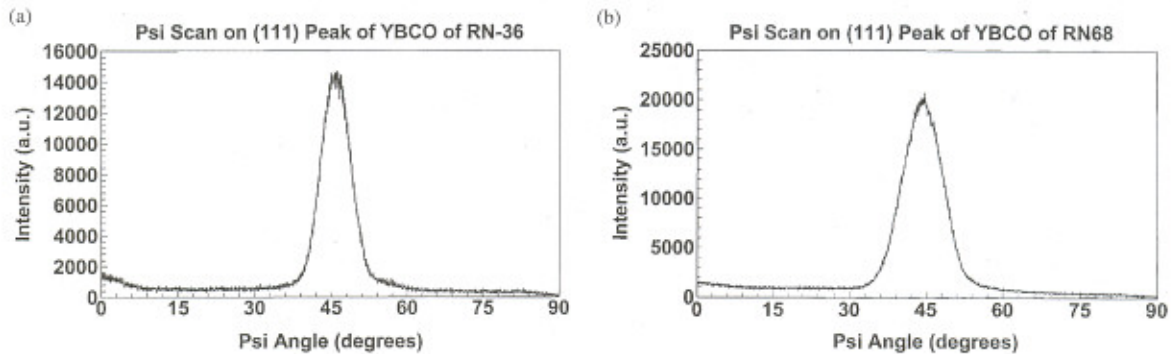 (a)
Psi Scan on (111) Peak of YBCO of RN-36
16000
14000
12000
10000
8000
6000
4000
2000
0
0 15 30 45 60 75 90
Intensity (a.u.)
Psi Angle (degrees)
(b)
Psi Scan on (111) Peak of YBCO of RN68
25000
20000
15000
10000
5000
0
0 15 30 45 60 75 90
Intensity (a.u.)
Psi Angle (degrees)